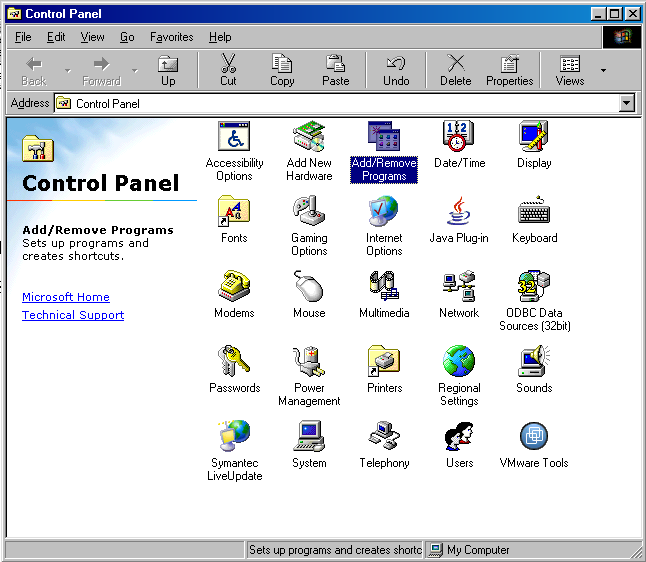 Control Panel
File Edit View Go Favorites Help
Back Forward Up Cut Copy Paste Undo Delete Properties Views
Address Control Panel
Control Panel
Add/Remove Programs
Sets up programs and
creates shortcuts.
Microsoft Home
Technical Support
Accessibility
Options
Add New
Hardware
Add/Remove
Programs
Date/Time
Display
Fonts
Gaming
Options
Internet
Options
Java Plug-in
Keyboard
Modems
Mouse
Multimedia
Network
ODBC Data
Sources (32bit)
Passwords
Power
Management
Printers
Regional
Settings
Sounds
Symantec
LiveUpdate
System
Telephony
Users
VMware Tools
Sets up programs and creates shortc My Computer